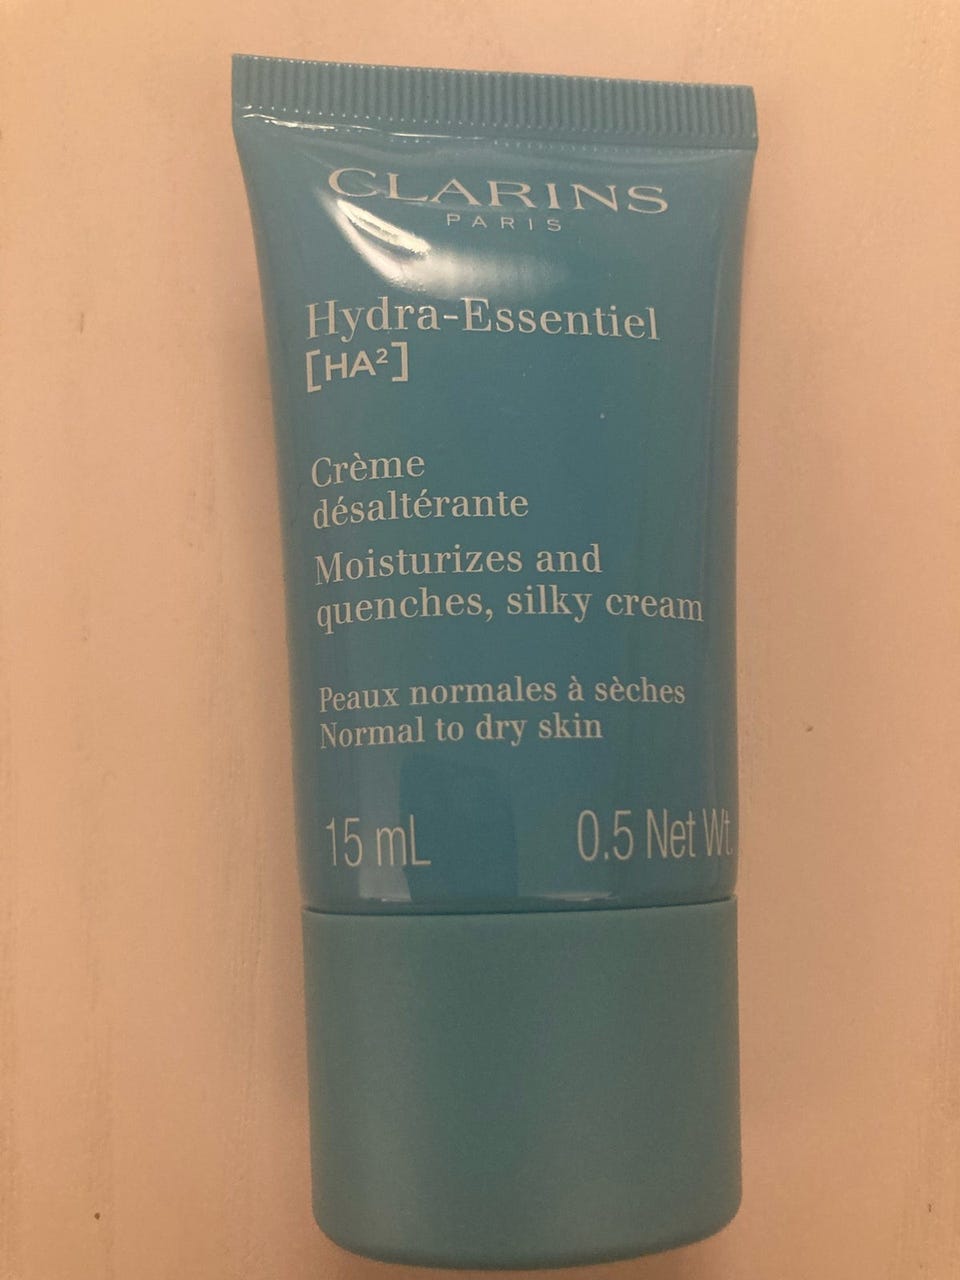 CLARINS
PARIS
Hydra-Essentiel
[HA²]
Crème
désaltérante
Moisturizes and
quenches, silky cream
Peaux normales à sèches
Normal to dry skin
15 mL 0.5 Net Wt.